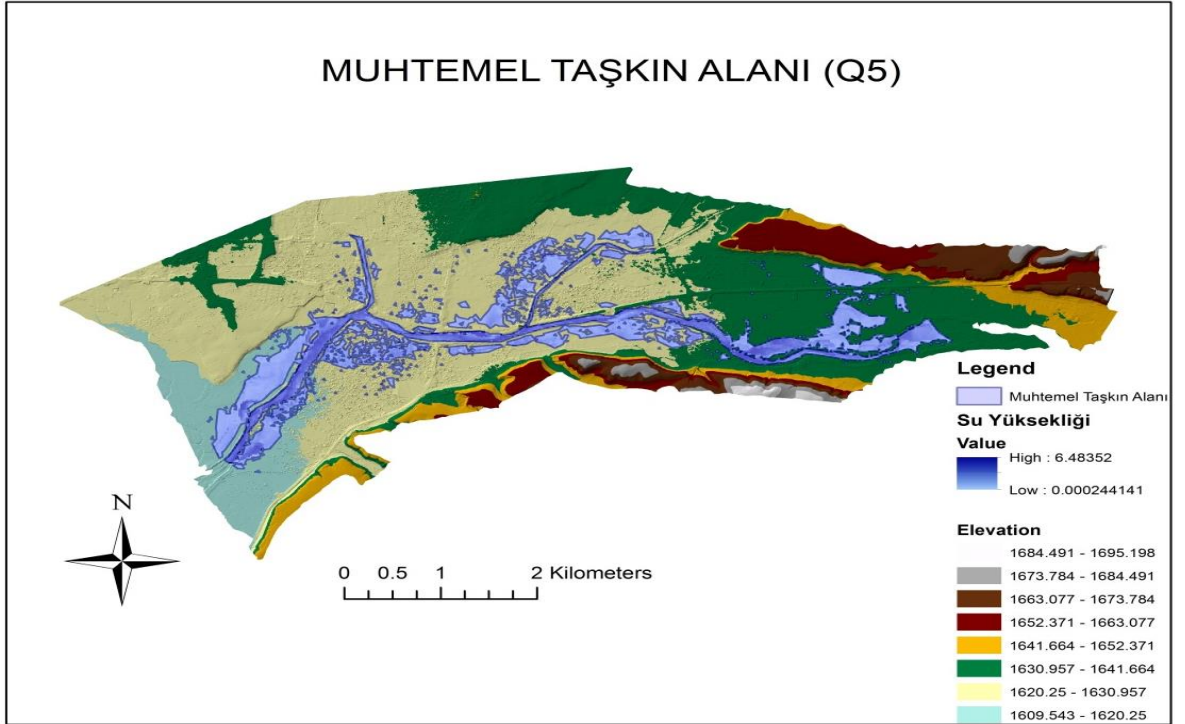 MUHTEMEL TAŞKIN ALANI (Q5)
Legend
Muhtemel Taşkın Alanı
Su Yüksekliği
Value
High : 6.48352
Low : 0.000244141
N
0 0.5 1 2 Kilometers
Elevation
1684.491 - 1695.198
1673.784 - 1684.491
1663.077 - 1673.784
1652.371 - 1663.077
1641.664 - 1652.371
1630.957 - 1641.664
1620.25 - 1630.957
1609.543 - 1620.25